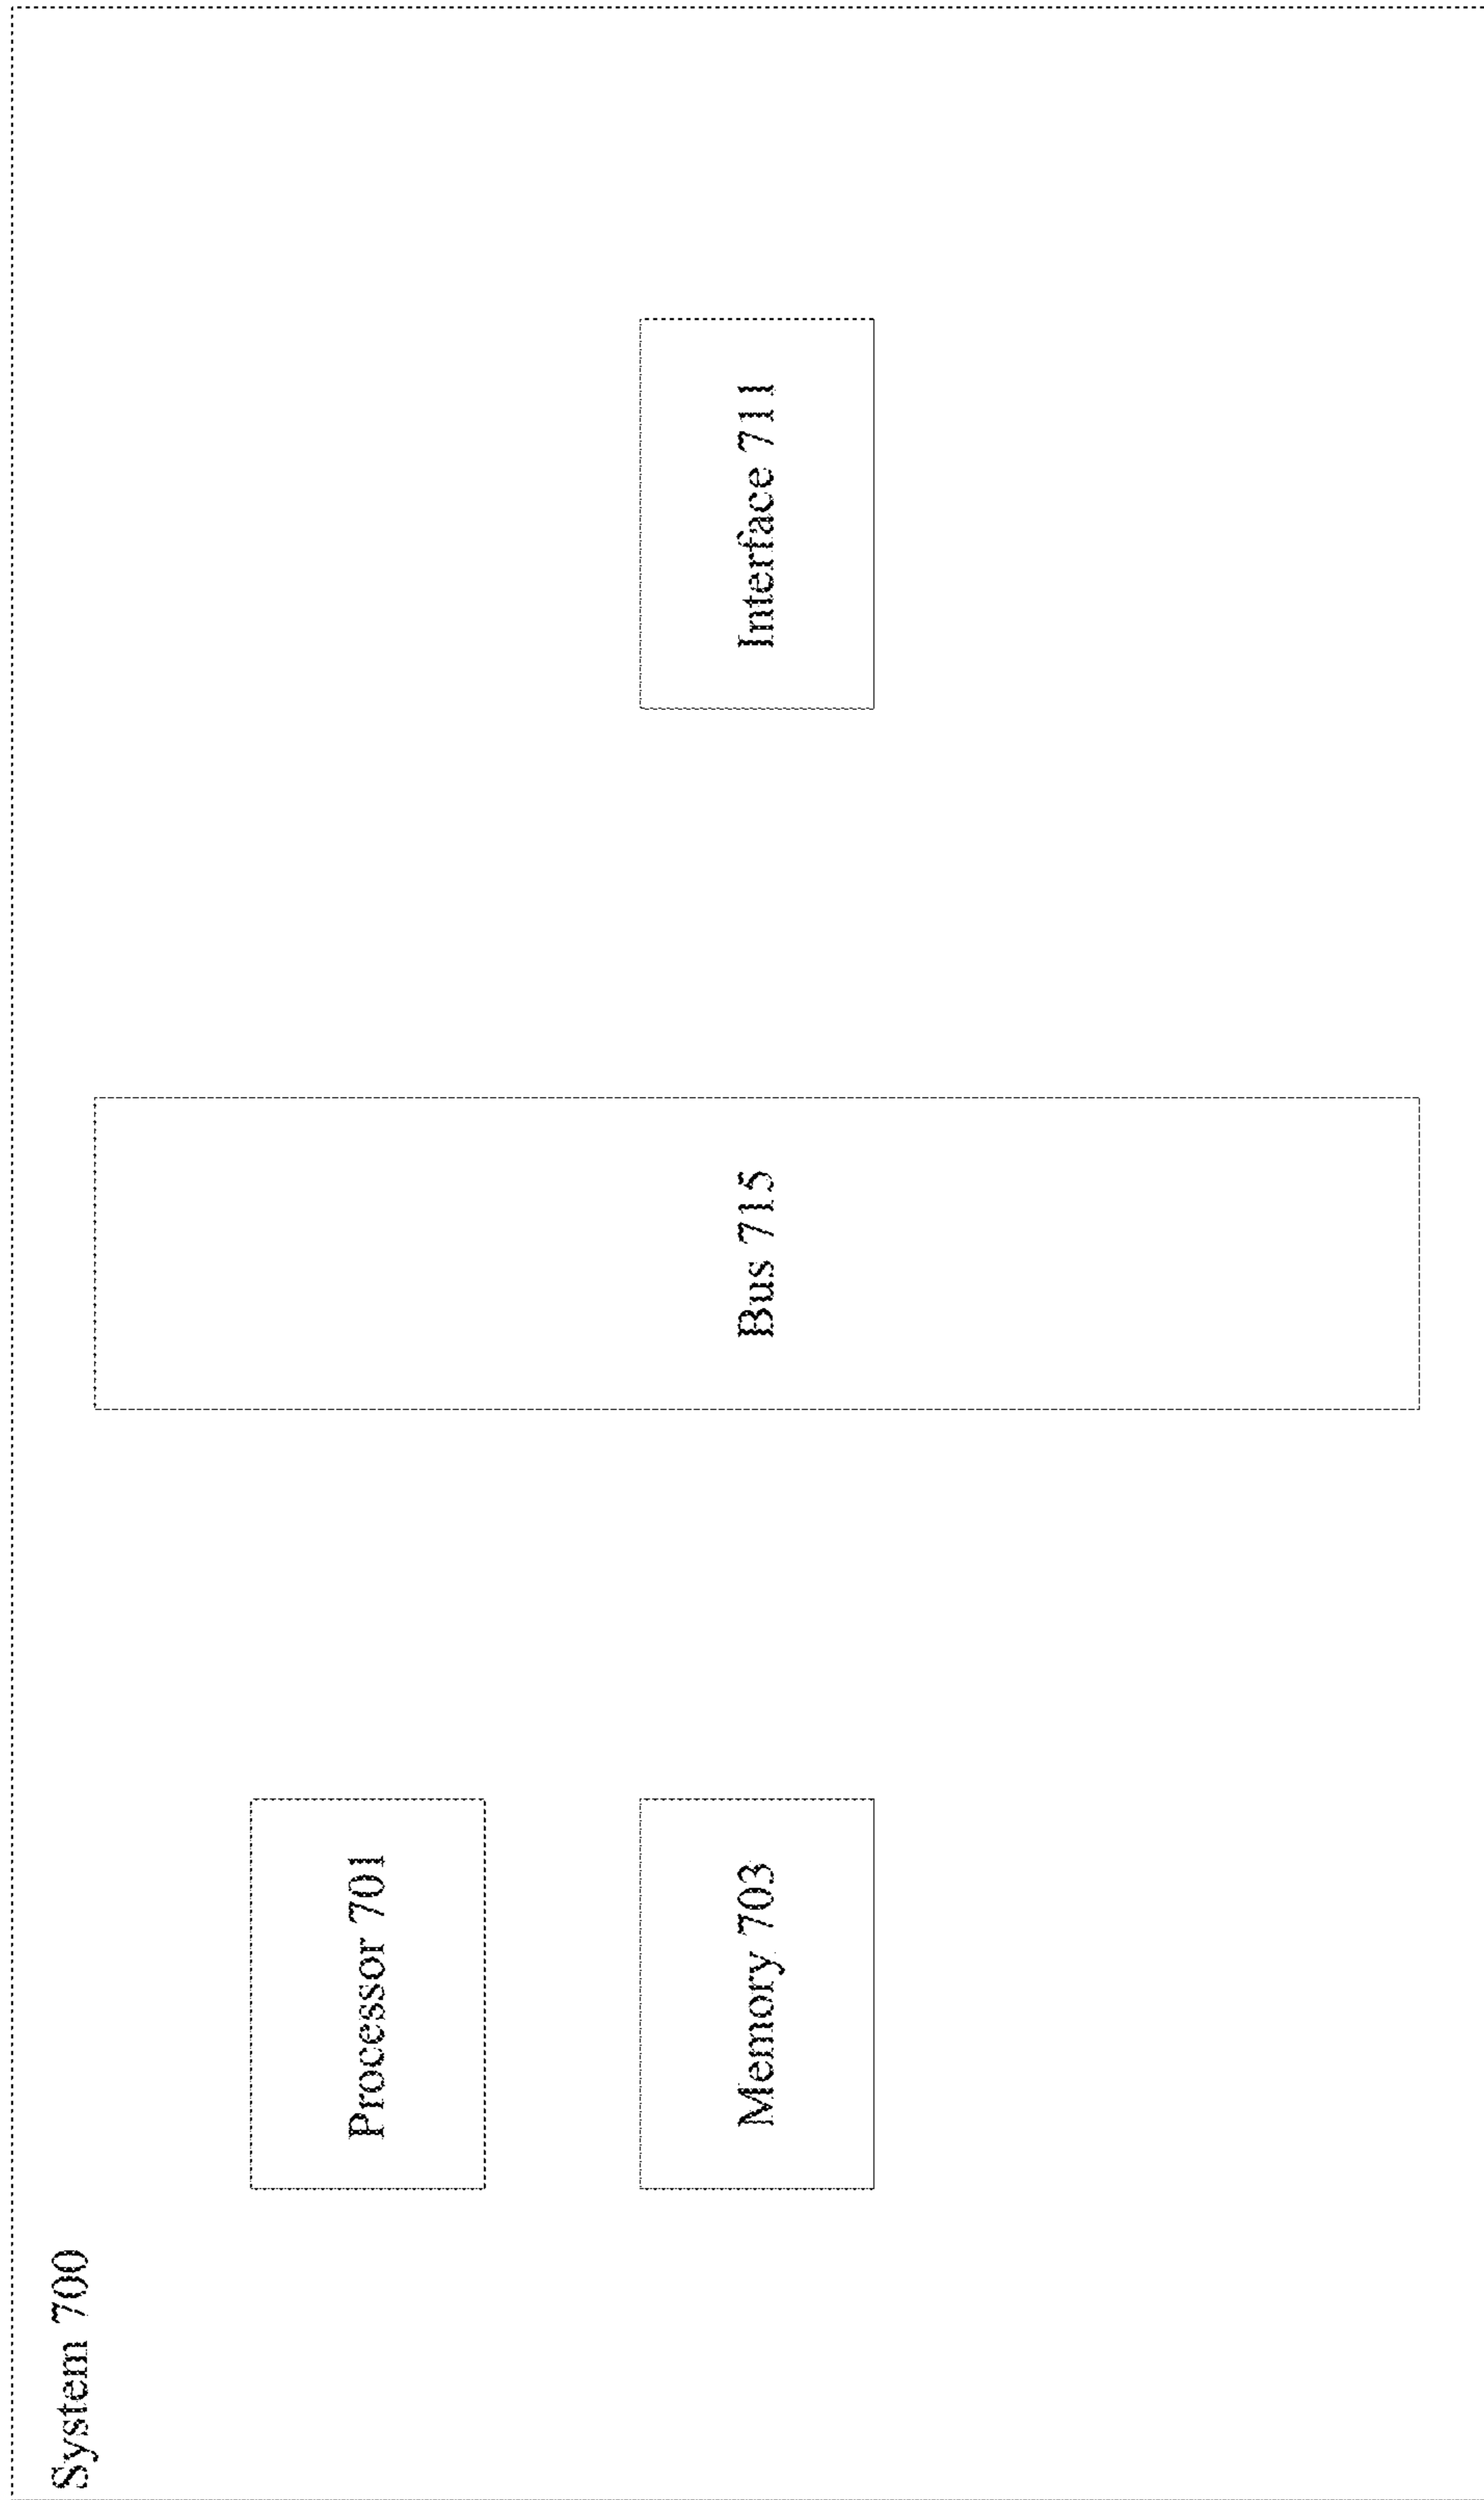 System 700
Processor 701
Memory 703
Bus 715
Interface 711